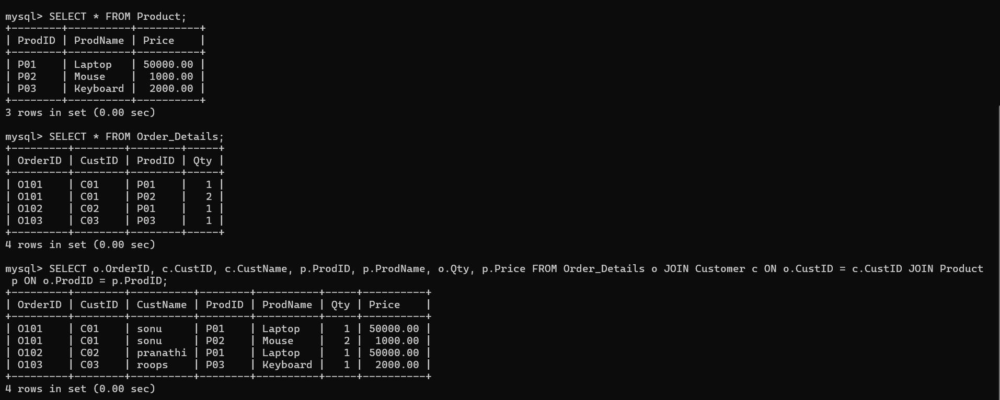 mysql> SELECT * FROM Product;
+--------+----------+----------+
| ProdID | ProdName | Price    |
+--------+----------+----------+
| P01    | Laptop   | 50000.00 |
| P02    | Mouse    |  1000.00 |
| P03    | Keyboard |  2000.00 |
+--------+----------+----------+
3 rows in set (0.00 sec)

mysql> SELECT * FROM Order_Details;
+---------+--------+--------+-----+
| OrderID | CustID | ProdID | Qty |
+---------+--------+--------+-----+
| O101    | C01    | P01    |   1 |
| O101    | C01    | P02    |   2 |
| O102    | C02    | P01    |   1 |
| O103    | C03    | P03    |   1 |
+---------+--------+--------+-----+
4 rows in set (0.00 sec)

mysql> SELECT o.OrderID, c.CustID, c.CustName, p.ProdID, p.ProdName, o.Qty, p.Price FROM Order_Details o JOIN Customer c ON o.CustID = c.CustID JOIN Product
 p ON o.ProdID = p.ProdID;
+---------+--------+----------+--------+----------+-----+----------+
| OrderID | CustID | CustName | ProdID | ProdName | Qty | Price    |
+---------+--------+----------+--------+----------+-----+----------+
| O101    | C01    | sonu     | P01    | Laptop   |   1 | 50000.00 |
| O101    | C01    | sonu     | P02    | Mouse    |   2 |  1000.00 |
| O102    | C02    | pranathi | P01    | Laptop   |   1 | 50000.00 |
| O103    | C03    | roops    | P03    | Keyboard |   1 |  2000.00 |
+---------+--------+----------+--------+----------+-----+----------+
4 rows in set (0.00 sec)